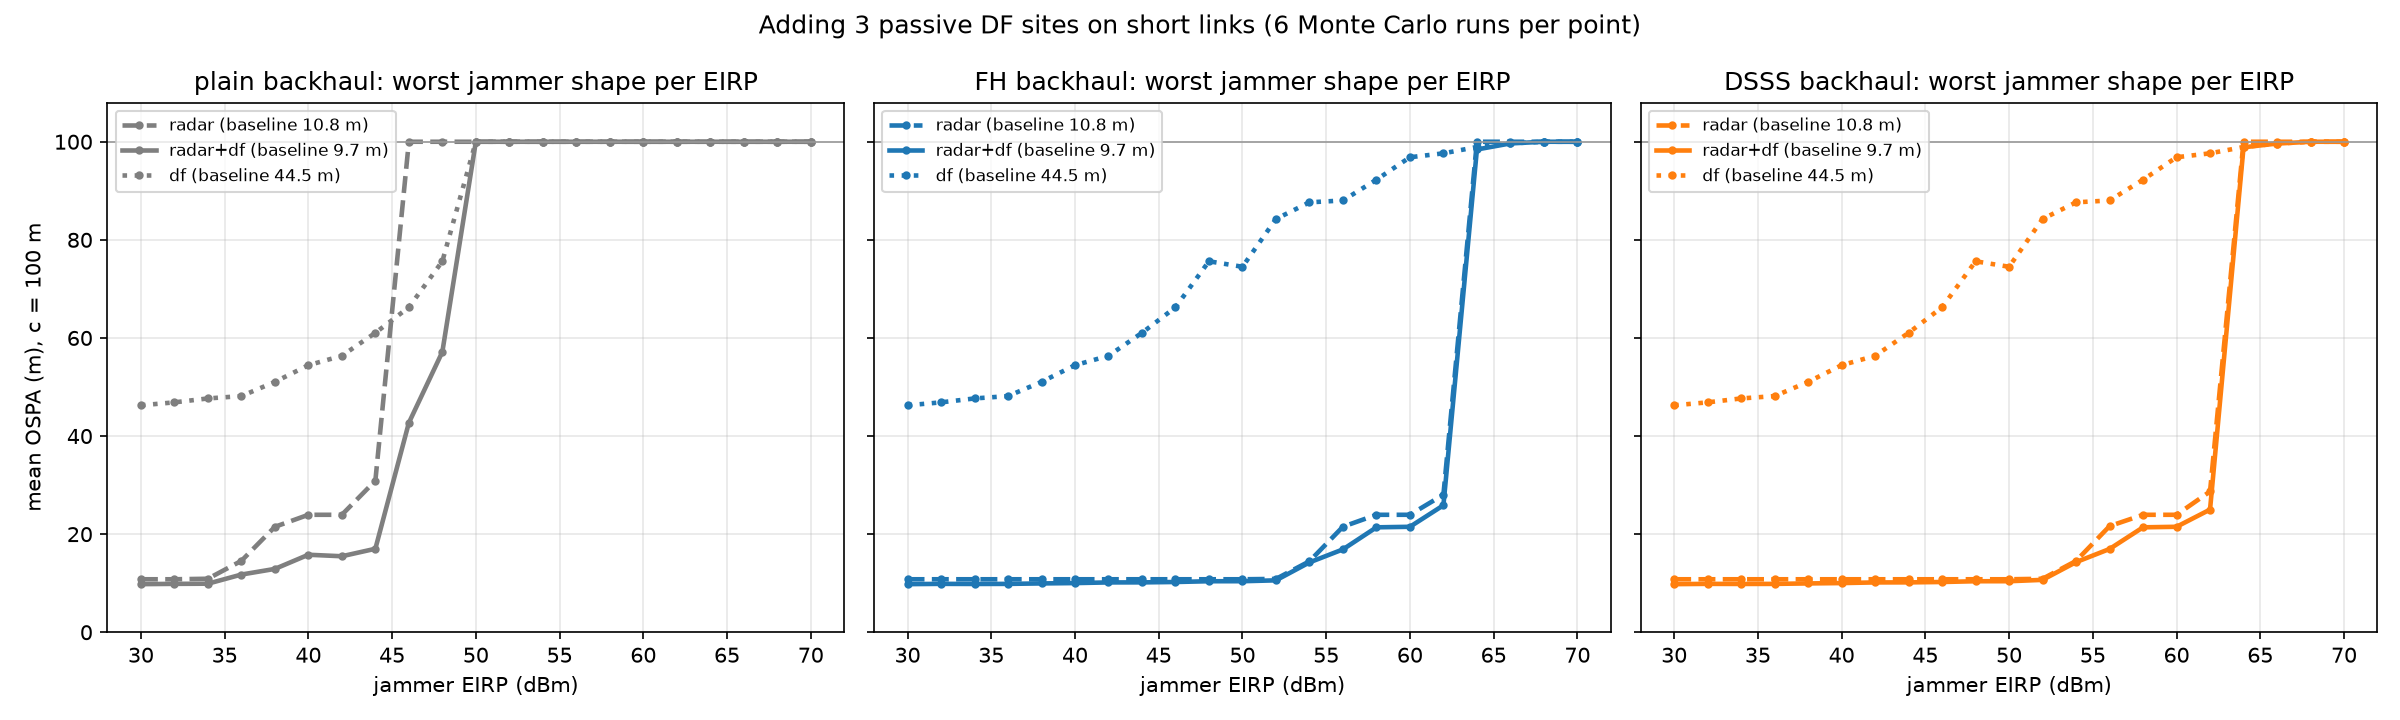 Adding 3 passive DF sites on short links (6 Monte Carlo runs per point)
plain backhaul: worst jammer shape per EIRP
radar (baseline 10.8 m)
radar+df (baseline 9.7 m)
df (baseline 44.5 m)
mean OSPA (m), c = 100 m
100
80
60
40
20
0
30 35 40 45 50 55 60 65 70
jammer EIRP (dBm)
FH backhaul: worst jammer shape per EIRP
radar (baseline 10.8 m)
radar+df (baseline 9.7 m)
df (baseline 44.5 m)
30 35 40 45 50 55 60 65 70
jammer EIRP (dBm)
DSSS backhaul: worst jammer shape per EIRP
radar (baseline 10.8 m)
radar+df (baseline 9.7 m)
df (baseline 44.5 m)
30 35 40 45 50 55 60 65 70
jammer EIRP (dBm)